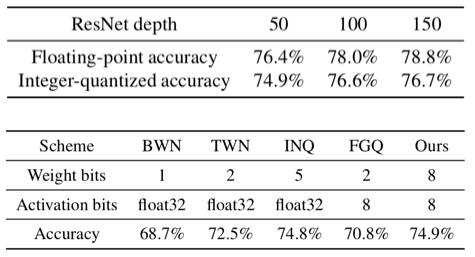 ResNet depth 50 100 150
Floating-point accuracy 76.4% 78.0% 78.8%
Integer-quantized accuracy 74.9% 76.6% 76.7%
Scheme BWN TWN INQ FGQ Ours
Weight bits 1 2 5 2 8
Activation bits float32 float32 float32 8 8
Accuracy 68.7% 72.5% 74.8% 70.8% 74.9%